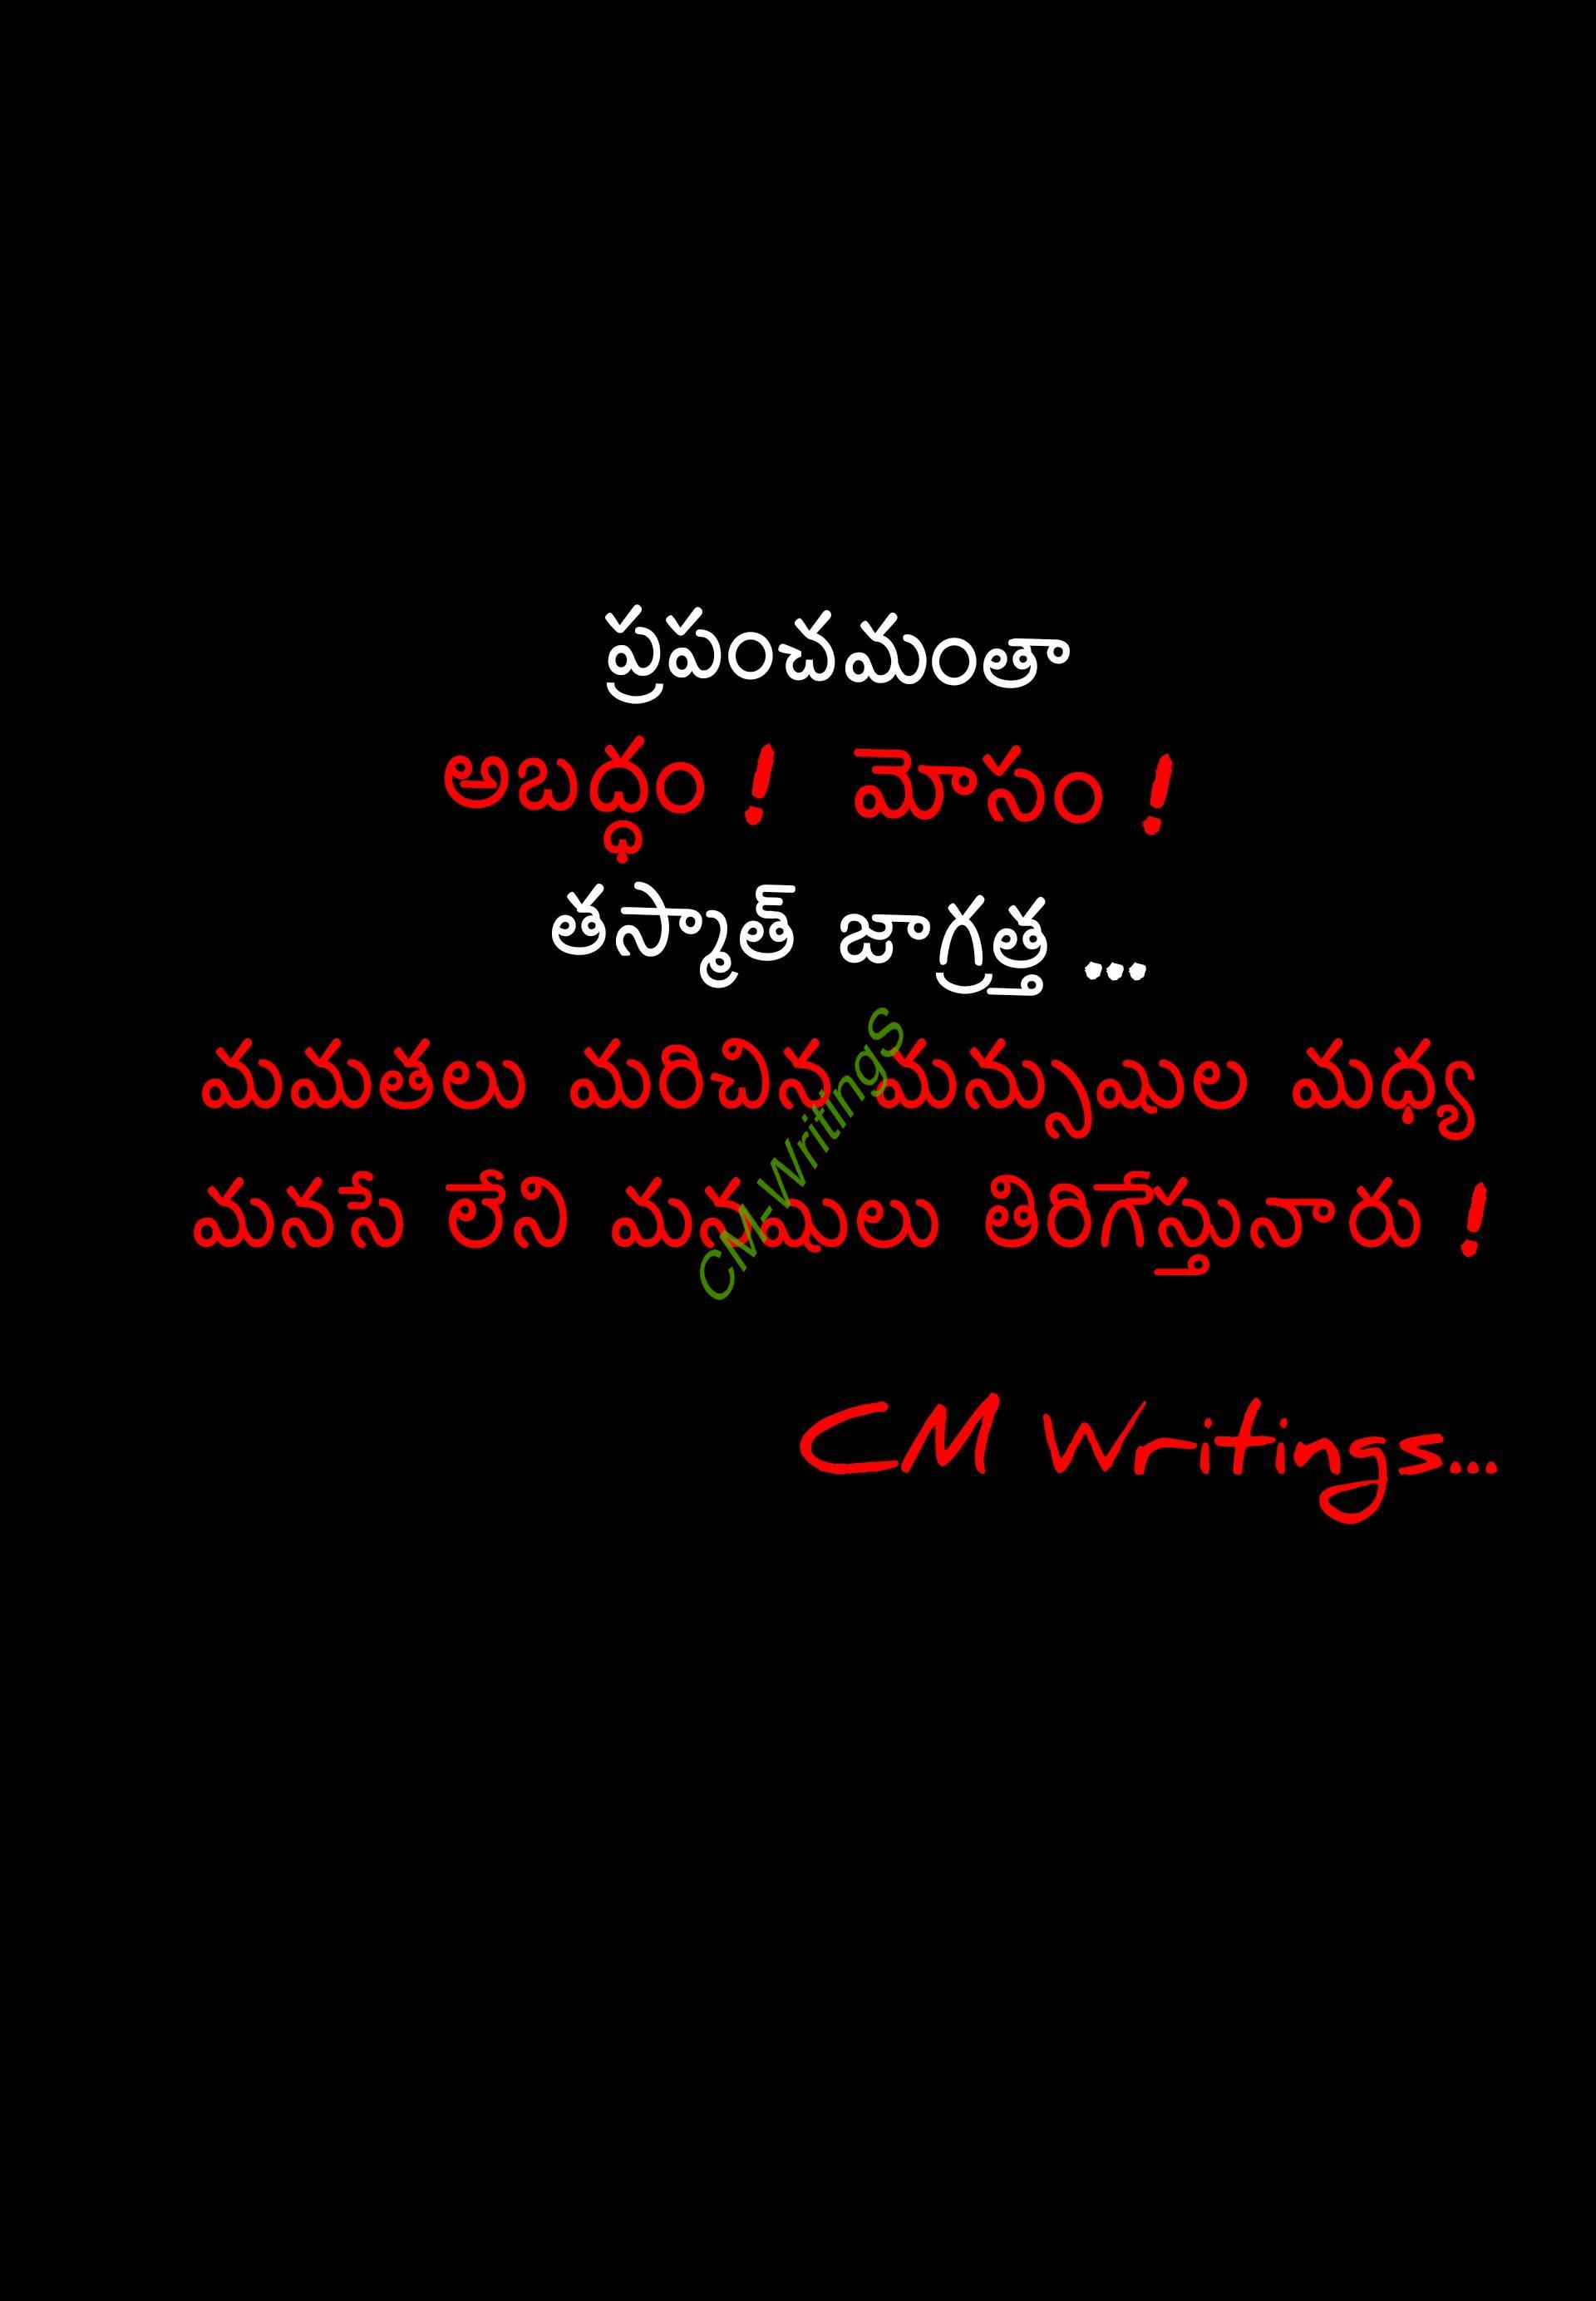 ప్రపంచమంతా
అబద్ధం ! మోసం !
తస్మాత్ జాగ్రత్త ...
మమతలు మరిచిన మనుష్యుల మధ్య
మనసే లేని మనుషులు తిరిగేస్తున్నారు !
CM Writings
CM Writings...